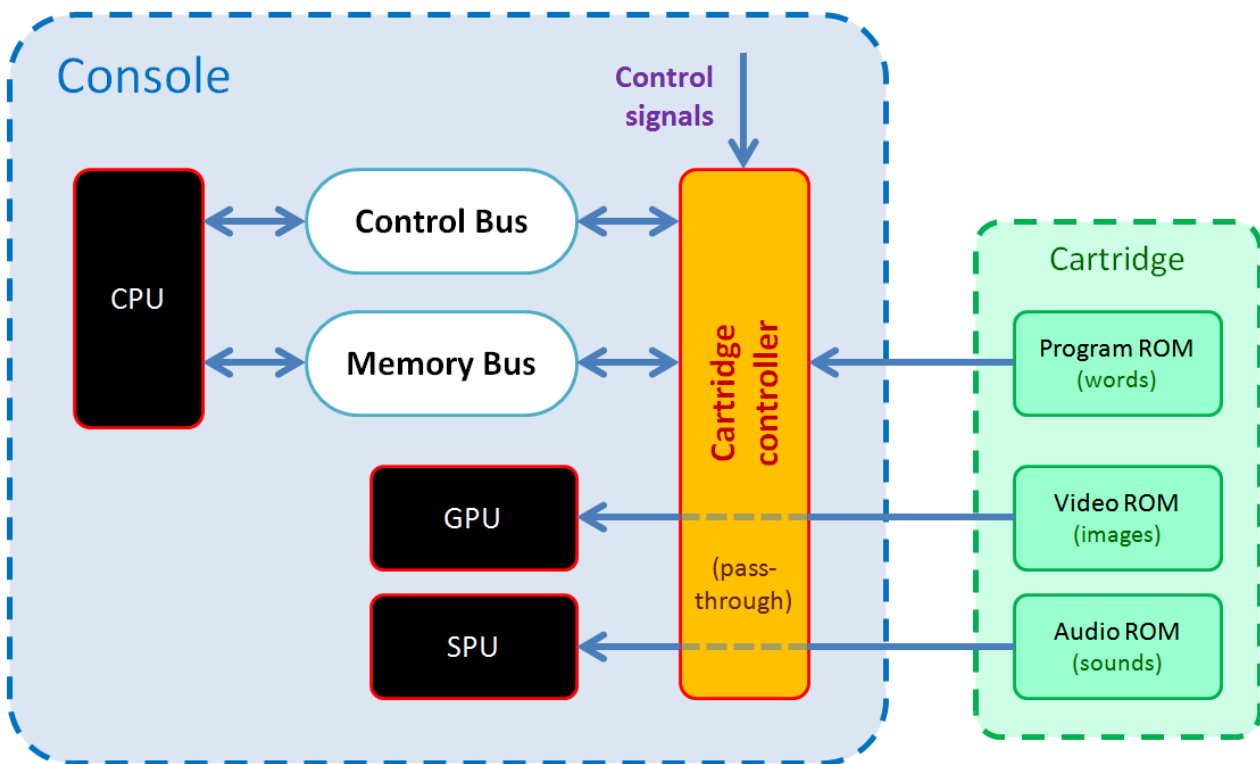 Console
Control
signals
Control Bus
CPU
Memory Bus
Cartridge
controller
GPU
(pass-
through)
SPU
Cartridge
Program ROM
(words)
Video ROM
(images)
Audio ROM
(sounds)